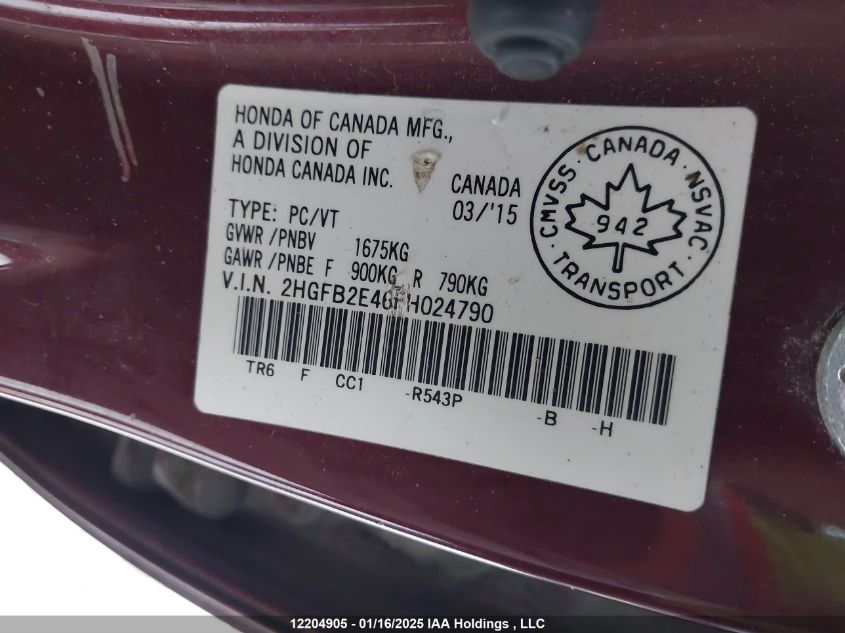 HONDA OF CANADA MFG.,
A DIVISION OF
HONDA CANADA INC.
CANADA
03/'15
TYPE: PC/VT
GVWR /PNBV 1675KG
GAWR /PNBE F 900KG R 790KG
V.I.N. 2HGFB2E46FH024790
TR6 F CC1 -R543P -B -H
CMVSS CANADA NSVAC
942
TRANSPORT
12204905 - 01/16/2025 IAA Holdings , LLC